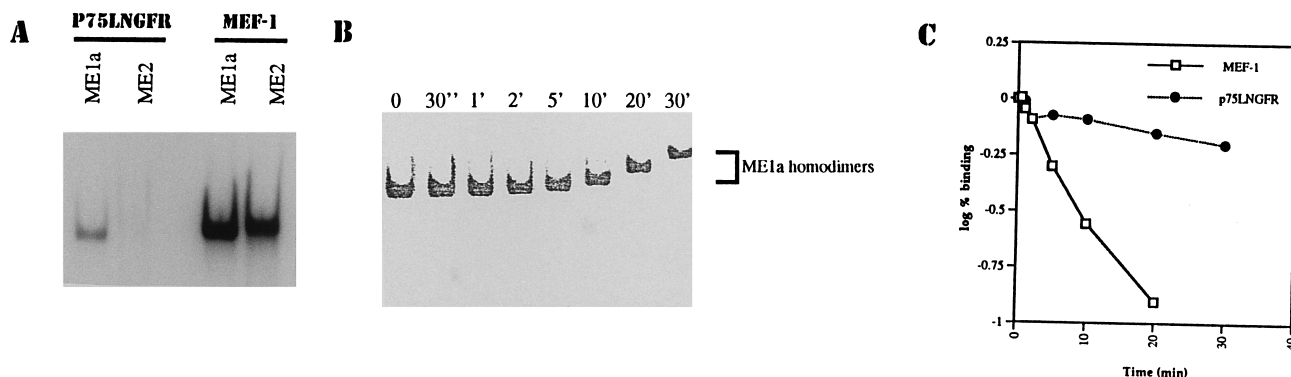 A
P75LNGFR MEF-1
ME1a ME2 ME1a ME2
B
0 30'' 1' 2' 5' 10' 20' 30'
ME1a homodimers
C
0.25
0
-0.25
-0.5
-0.75
-1
log % binding
MEF-1
p75LNGFR
0 10 20 30 40
Time (min)